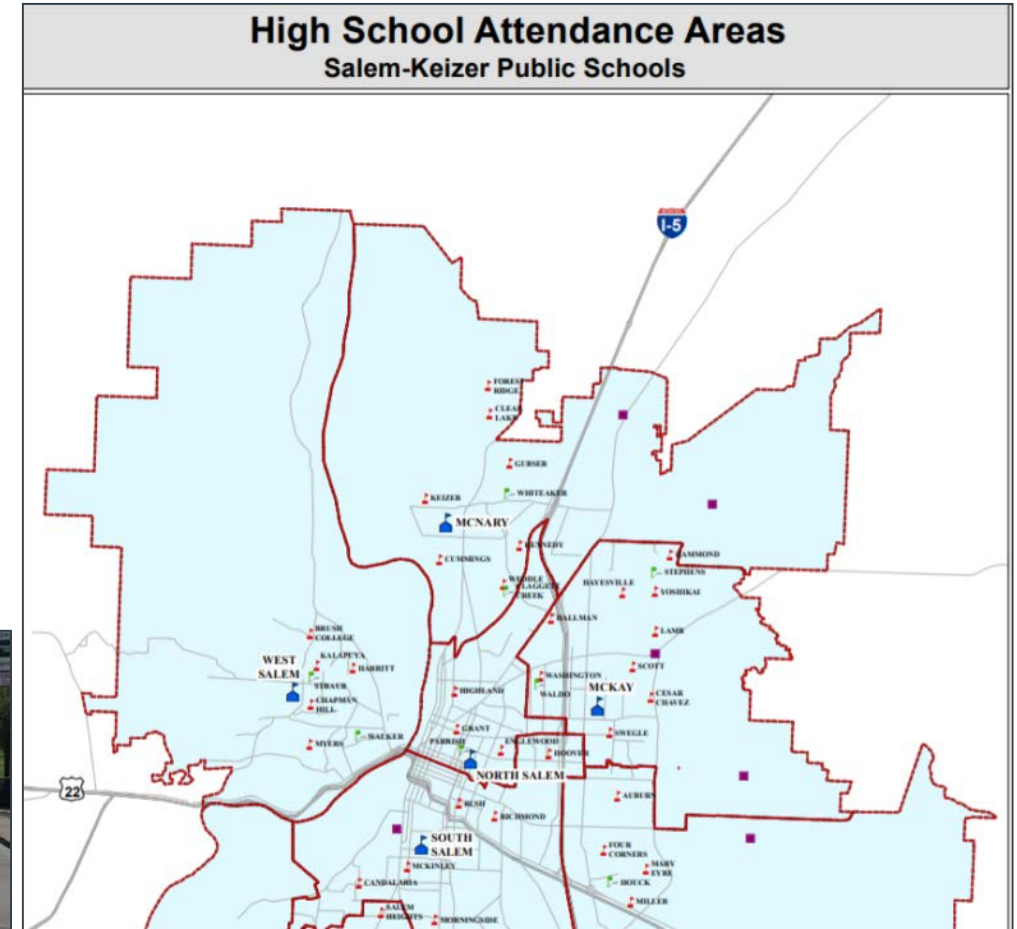 High School Attendance Areas
Salem-Keizer Public Schools
I-5
FOREST
RIDGE
CLEAR
LAKE
GUBSER
WHITEAKER
KEIZER
MCNARY
KENNEDY
CUMMINGS
HAMMOND
STEPHENS
WEDDLE
CLAGGETT
CREEK
HAYESVILLE
YOSHIKAI
HALLMAN
LAMB
BRUSH
COLLEGE
KALAPUYA
WEST
SALEM
HARRITT
STRAUB
SCOTT
WASHINGTON
WALDO
MCKAY
CESAR
CHAVEZ
HIGHLAND
CHAPMAN
HILL
GRANT
SWEGLE
WALKER
MYERS
PARRISH
ENGLEWOOD
HOOVER
NORTH SALEM
22
AUBURN
BUSH
RICHMOND
SOUTH
SALEM
FOUR
CORNERS
MCKINLEY
MARY
EYRE
CANDALARIA
HOUCK
MILLER
SALEM
HEIGHTS
MORNINGSIDE